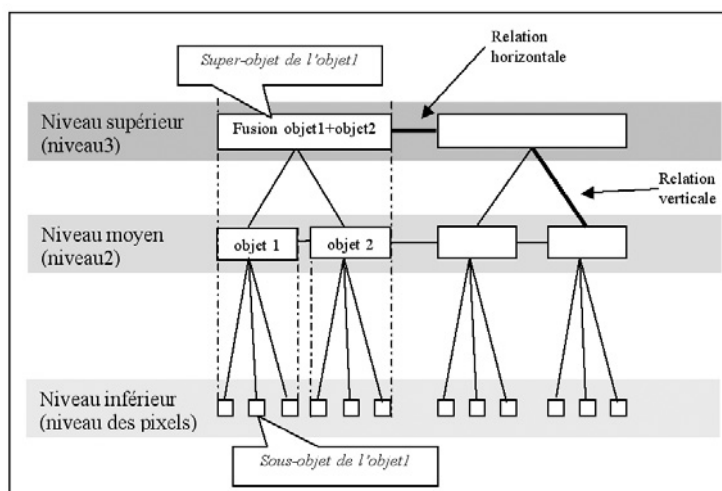 Relation
horizontale
Super-objet de l'objet1
Niveau supérieur
(niveau3)
Fusion objet1+objet2
Relation
verticale
Niveau moyen
(niveau2)
objet 1
objet 2
Niveau inférieur
(niveau des pixels)
Sous-objet de l'objet1